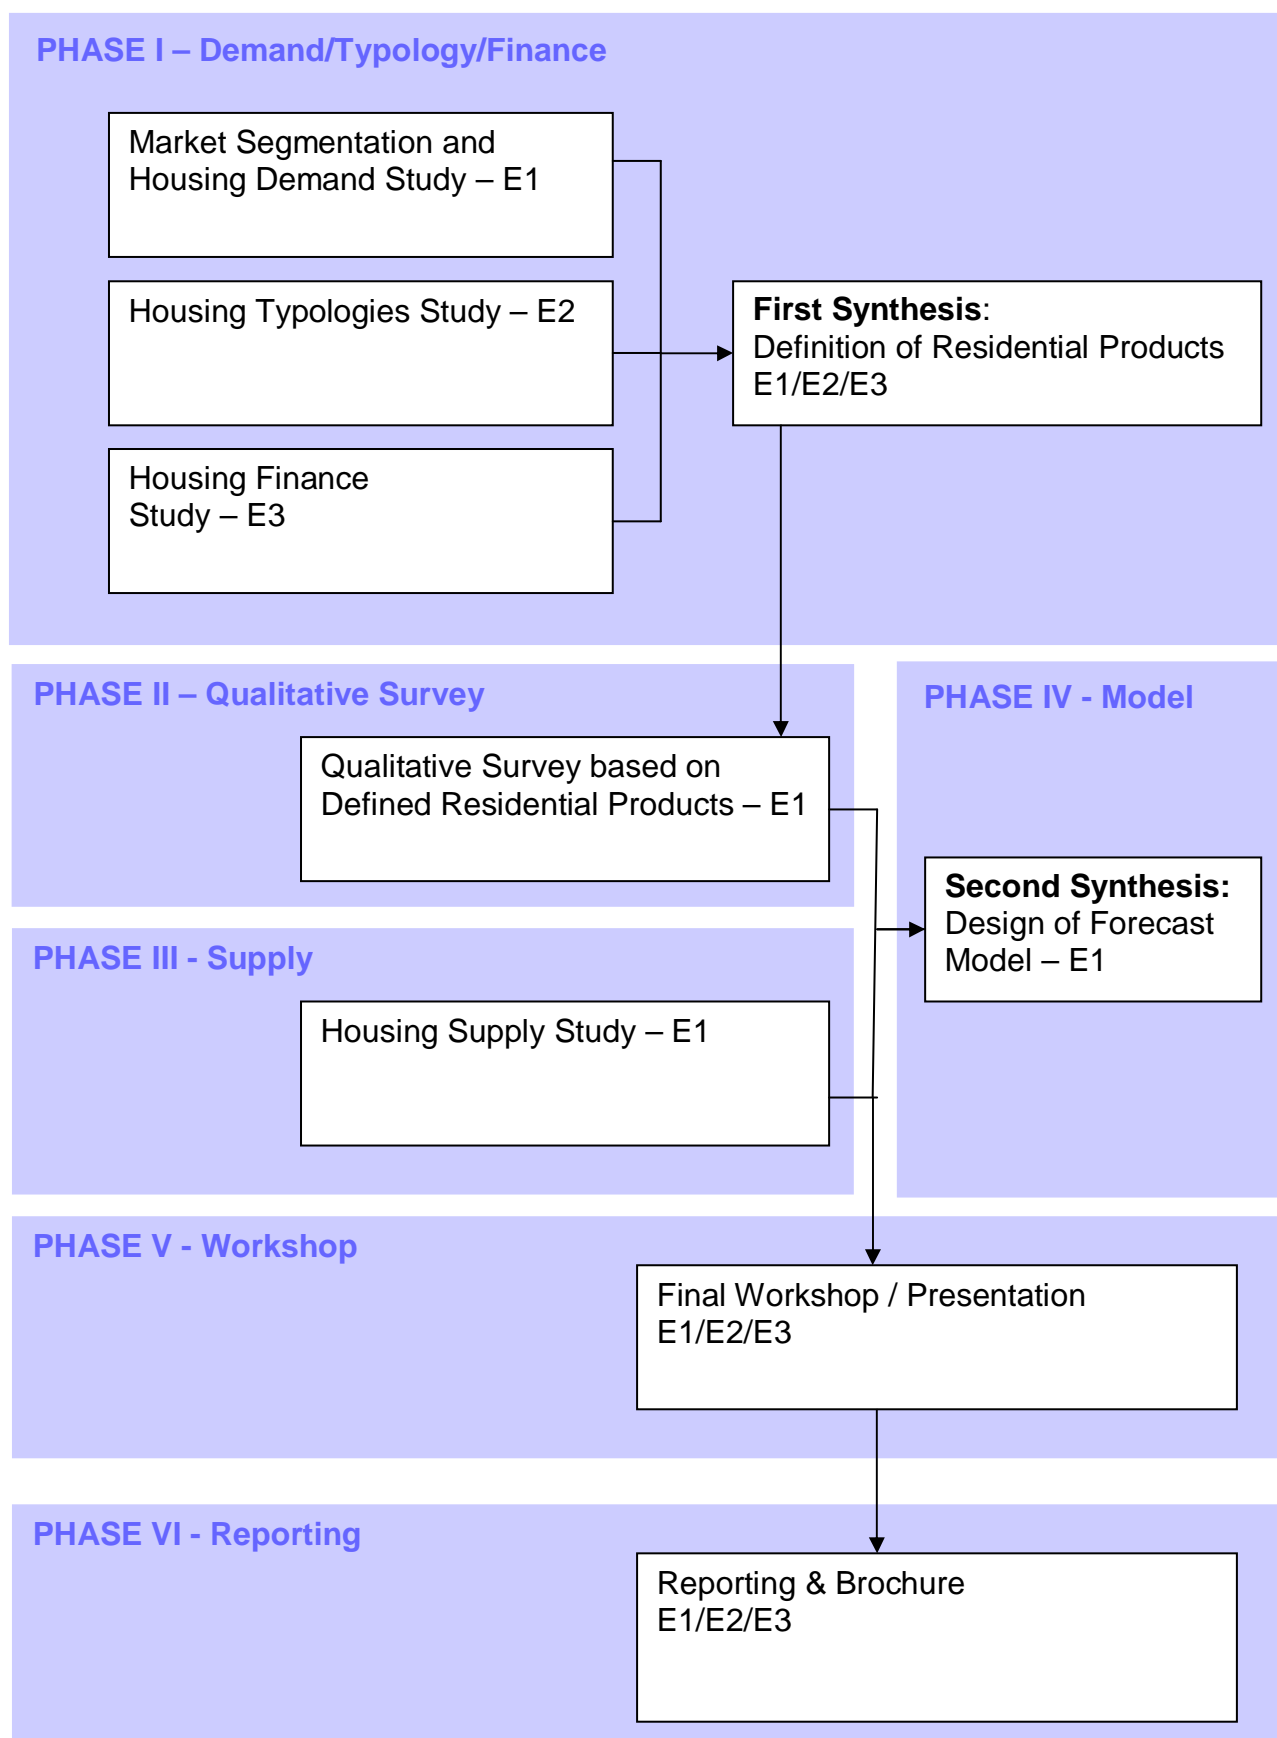 PHASE I – Demand/Typology/Finance
Market Segmentation and
Housing Demand Study – E1
Housing Typologies Study – E2
First Synthesis:
Definition of Residential Products
E1/E2/E3
Housing Finance
Study – E3
PHASE II – Qualitative Survey
PHASE IV - Model
Qualitative Survey based on
Defined Residential Products – E1
Second Synthesis:
Design of Forecast
Model – E1
PHASE III - Supply
Housing Supply Study – E1
PHASE V - Workshop
Final Workshop / Presentation
E1/E2/E3
PHASE VI - Reporting
Reporting & Brochure
E1/E2/E3